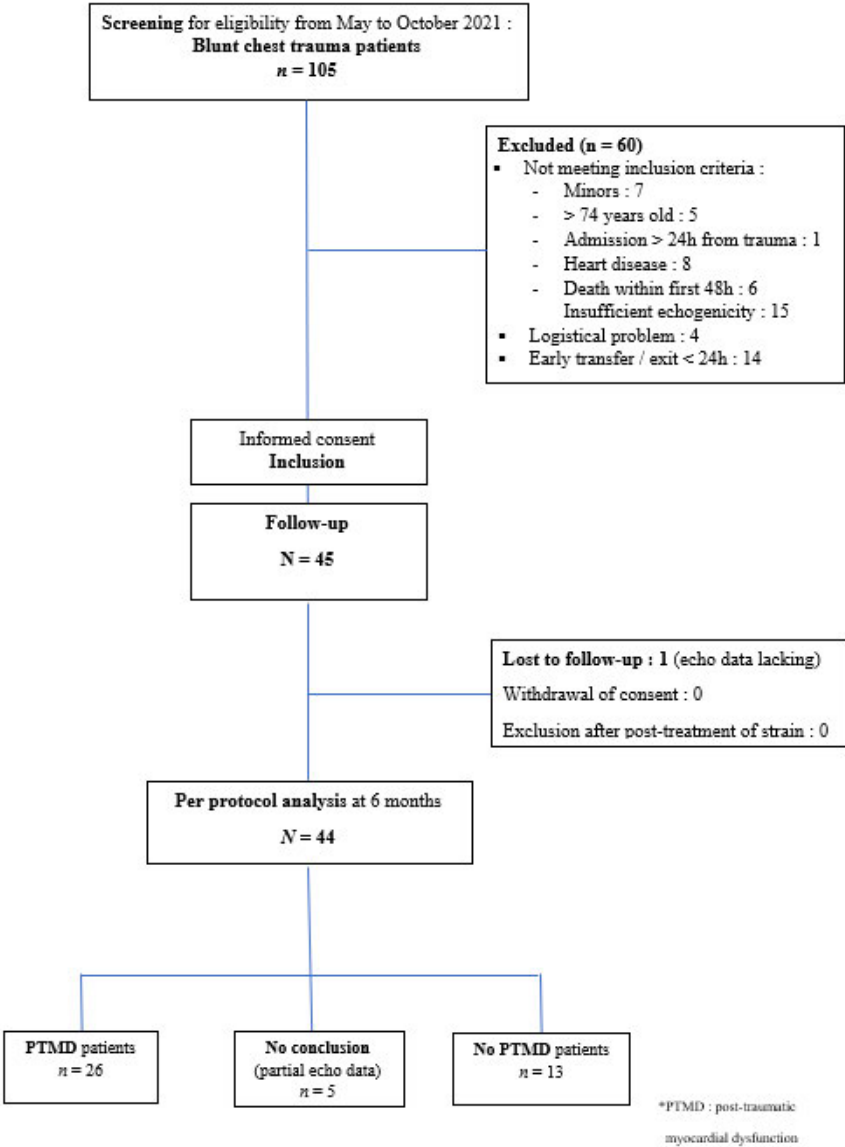 Screening for eligibility from May to October 2021 :
Blunt chest trauma patients
n = 105
Excluded (n = 60)
▪ Not meeting inclusion criteria :
- Minors : 7
- > 74 years old : 5
- Admission > 24h from trauma : 1
- Heart disease : 8
- Death within first 48h : 6
Insufficient echogenicity : 15
▪ Logistical problem : 4
▪ Early transfer / exit < 24h : 14
Informed consent
Inclusion
Follow-up
N = 45
Lost to follow-up : 1 (echo data lacking)
Withdrawal of consent : 0
Exclusion after post-treatment of strain : 0
Per protocol analysis at 6 months
N = 44
PTMD patients
n = 26
No conclusion
(partial echo data)
n = 5
No PTMD patients
n = 13
*PTMD : post-traumatic
myocardial dysfunction